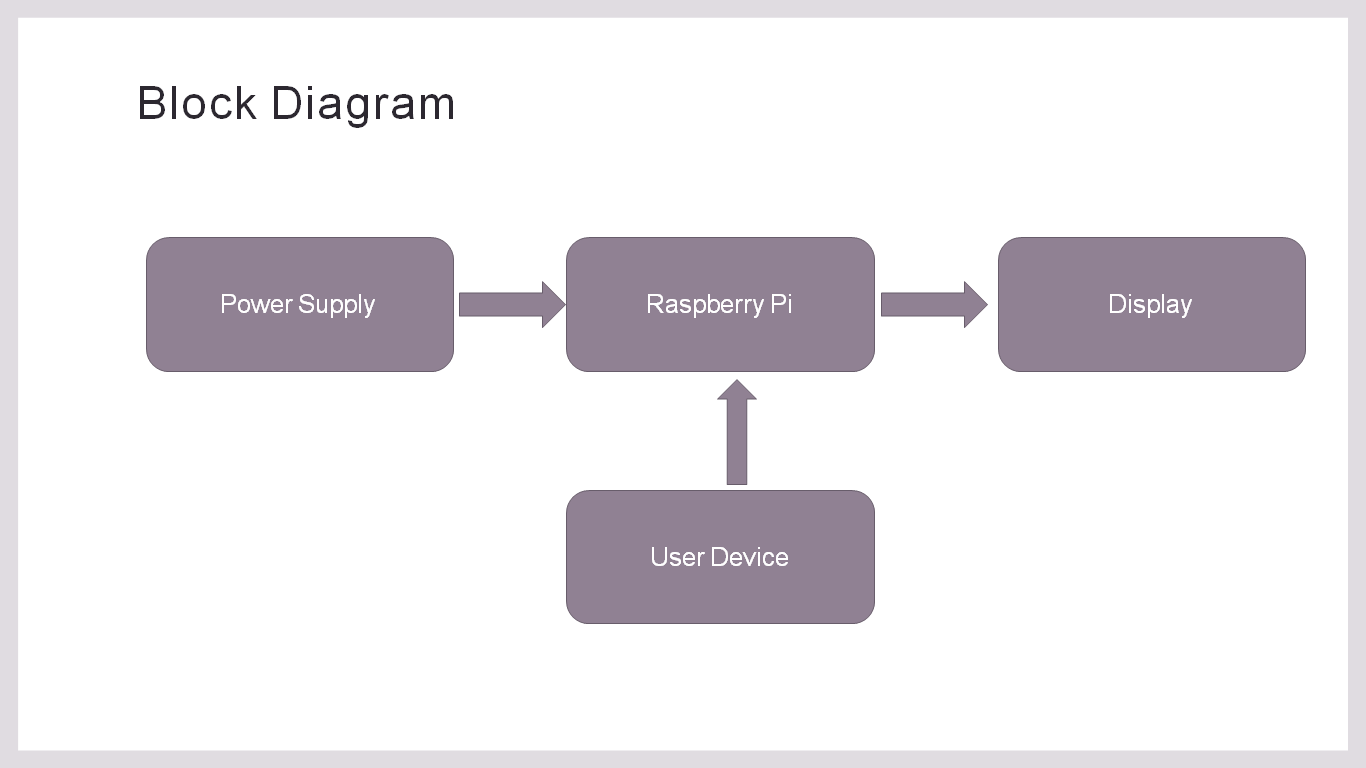 Block Diagram
Power Supply
Raspberry Pi
Display
User Device